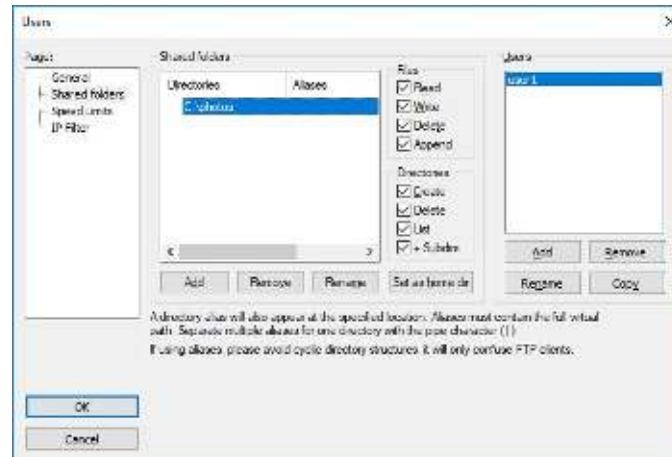 Users
Page:
General
Shared folders
Speed Limits
IP Filter
Shared folders
Directories Aliases
C:\photos
Files
Read
Write
Delete
Append
Directories
Create
Delete
List
+ Subdirs
Add Remove Rename Set as home dir
Users
user1
Add Remove
Rename Copy
A directory alias will also appear at the specified location. Aliases must contain the full virtual
path. Separate multiple aliases for one directory with the pipe character (|)
If using aliases, please avoid cyclic directory structures, it will only confuse FTP clients.
OK
Cancel